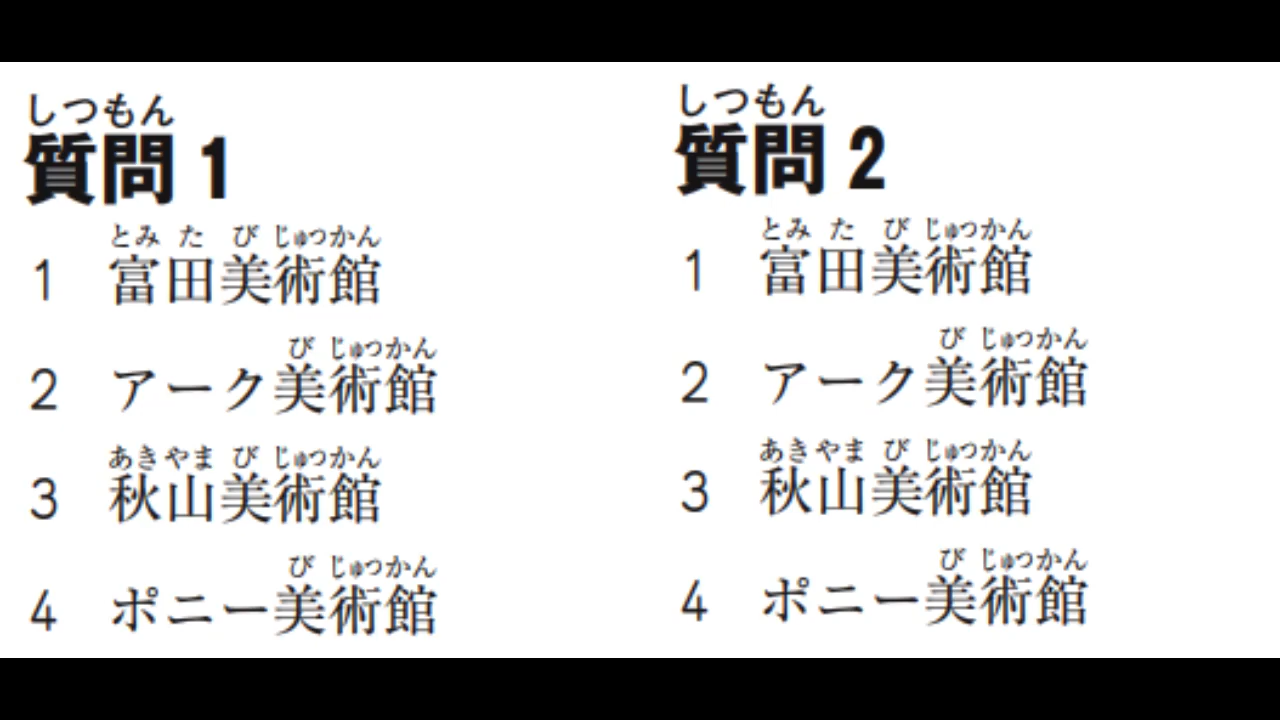 しつもん
質問 1
とみ た び じゅつかん
1 富田美術館
び じゅつかん
2 アーク美術館
あきやま び じゅつかん
3 秋山美術館
び じゅつかん
4 ポニー美術館
しつもん
質問 2
とみ た び じゅつかん
1 富田美術館
び じゅつかん
2 アーク美術館
あきやま び じゅつかん
3 秋山美術館
び じゅつかん
4 ポニー美術館